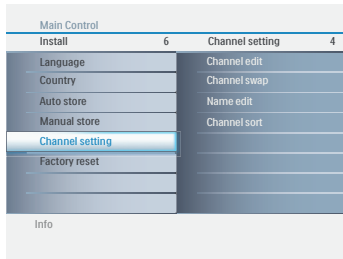 Main Control
Install 6 Channel setting 4
Language Channel edit
Country Channel swap
Auto store Name edit
Manual store Channel sort
Channel setting
Factory reset
Info